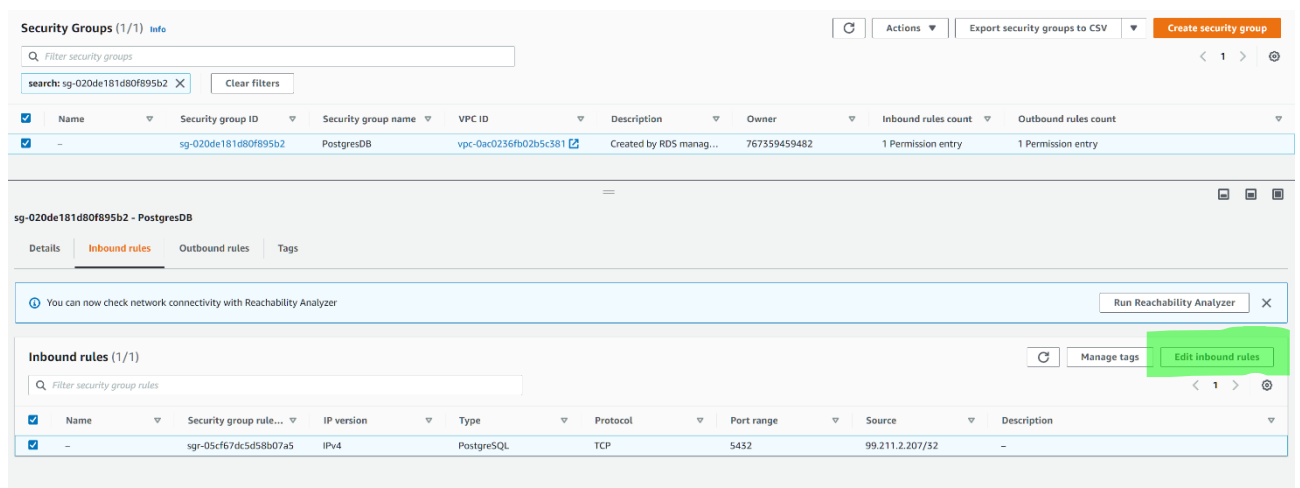 Security Groups (1/1) Info
Actions
Export security groups to CSV
Create security group
Filter security groups
1
search: sg-020de181d80f895b2
Clear filters
Name Security group ID Security group name VPC ID Description Owner Inbound rules count Outbound rules count
– sg-020de181d80f895b2 PostgresDB vpc-0ac0236fb02b5c381 Created by RDS manag... 767359459482 1 Permission entry 1 Permission entry
sg-020de181d80f895b2 - PostgresDB
Details Inbound rules Outbound rules Tags
You can now check network connectivity with Reachability Analyzer
Run Reachability Analyzer
Inbound rules (1/1)
Manage tags
Edit inbound rules
Filter security group rules
1
Name Security group rule... IP version Type Protocol Port range Source Description
– sgr-05cf67dc5d58b07a5 IPv4 PostgreSQL TCP 5432 99.211.2.207/32 –